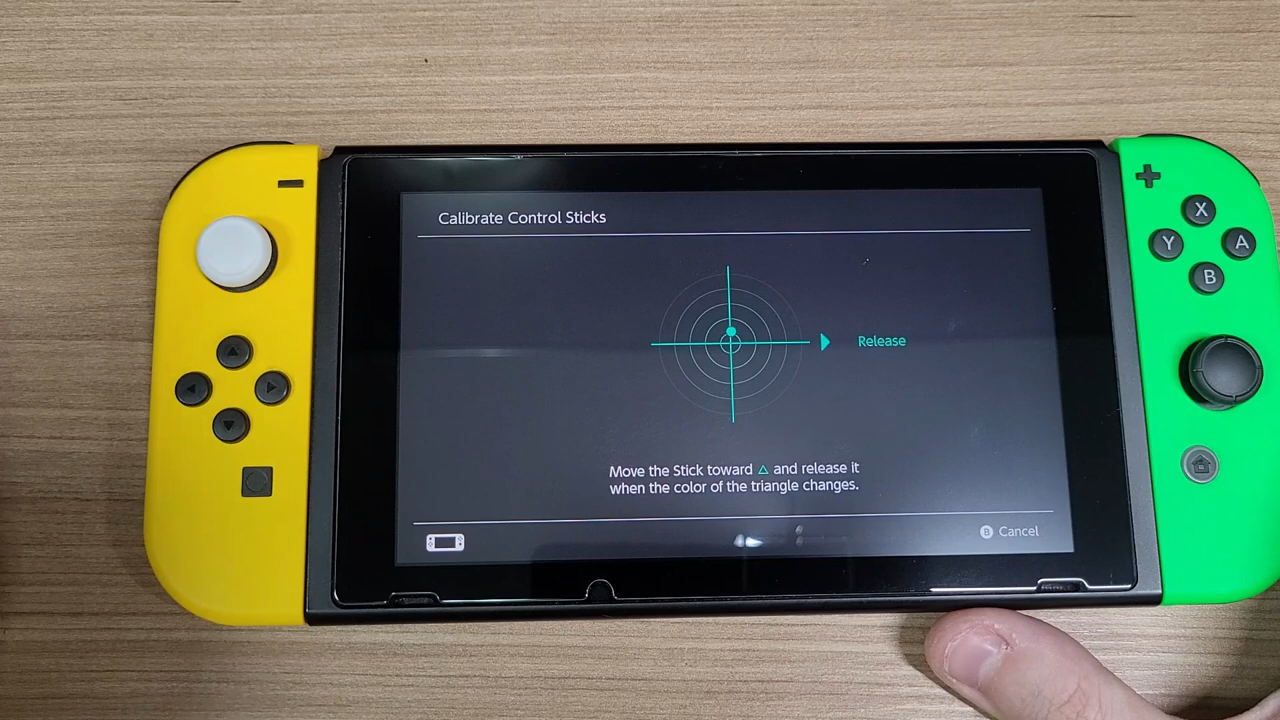 Calibrate Control Sticks
X
Y A
B
Release
Move the Stick toward △ and release it
when the color of the triangle changes.
B Cancel